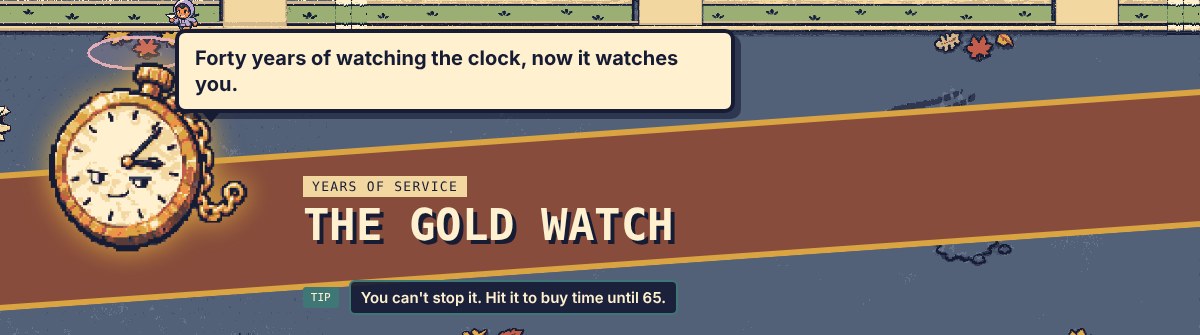 Forty years of watching the clock, now it watches
you.
YEARS OF SERVICE
THE GOLD WATCH
TIP
You can't stop it. Hit it to buy time until 65.